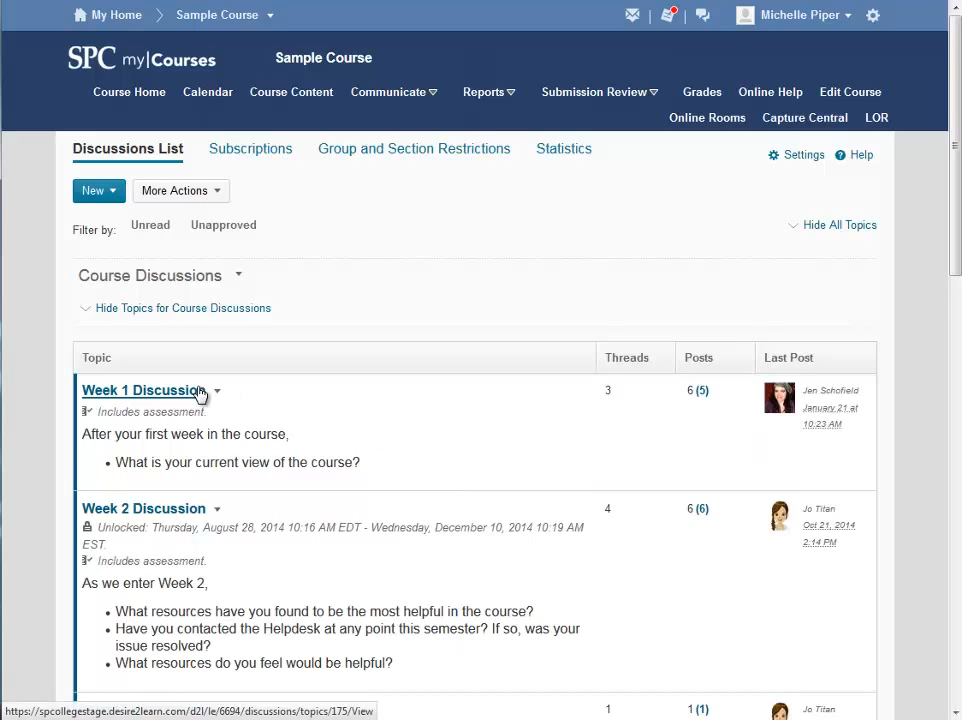 My Home
Sample Course
Michelle Piper
SPC my|Courses
Sample Course
Course Home
Calendar
Course Content
Communicate
Reports
Submission Review
Grades
Online Help
Edit Course
Online Rooms
Capture Central
LOR
Discussions List
Subscriptions
Group and Section Restrictions
Statistics
Settings
Help
New
More Actions
Filter by:
Unread
Unapproved
Hide All Topics
Course Discussions
Hide Topics for Course Discussions
Topic
Threads
Posts
Last Post
Week 1 Discussion
3
6 (5)
Jen Schofield
January 21 at
10:23 AM
Includes assessment.
After your first week in the course,
• What is your current view of the course?
Week 2 Discussion
4
6 (6)
Jo Titan
Oct 21, 2014
2:14 PM
Unlocked: Thursday, August 28, 2014 10:16 AM EDT - Wednesday, December 10, 2014 10:19 AM
EST.
Includes assessment.
As we enter Week 2,
• What resources have you found to be the most helpful in the course?
• Have you contacted the Helpdesk at any point this semester? If so, was your
issue resolved?
• What resources do you feel would be helpful?
1
1 (1)
Jo Titan
https://spcollegestage.desire2learn.com/d2l/le/6694/discussions/topics/175/View